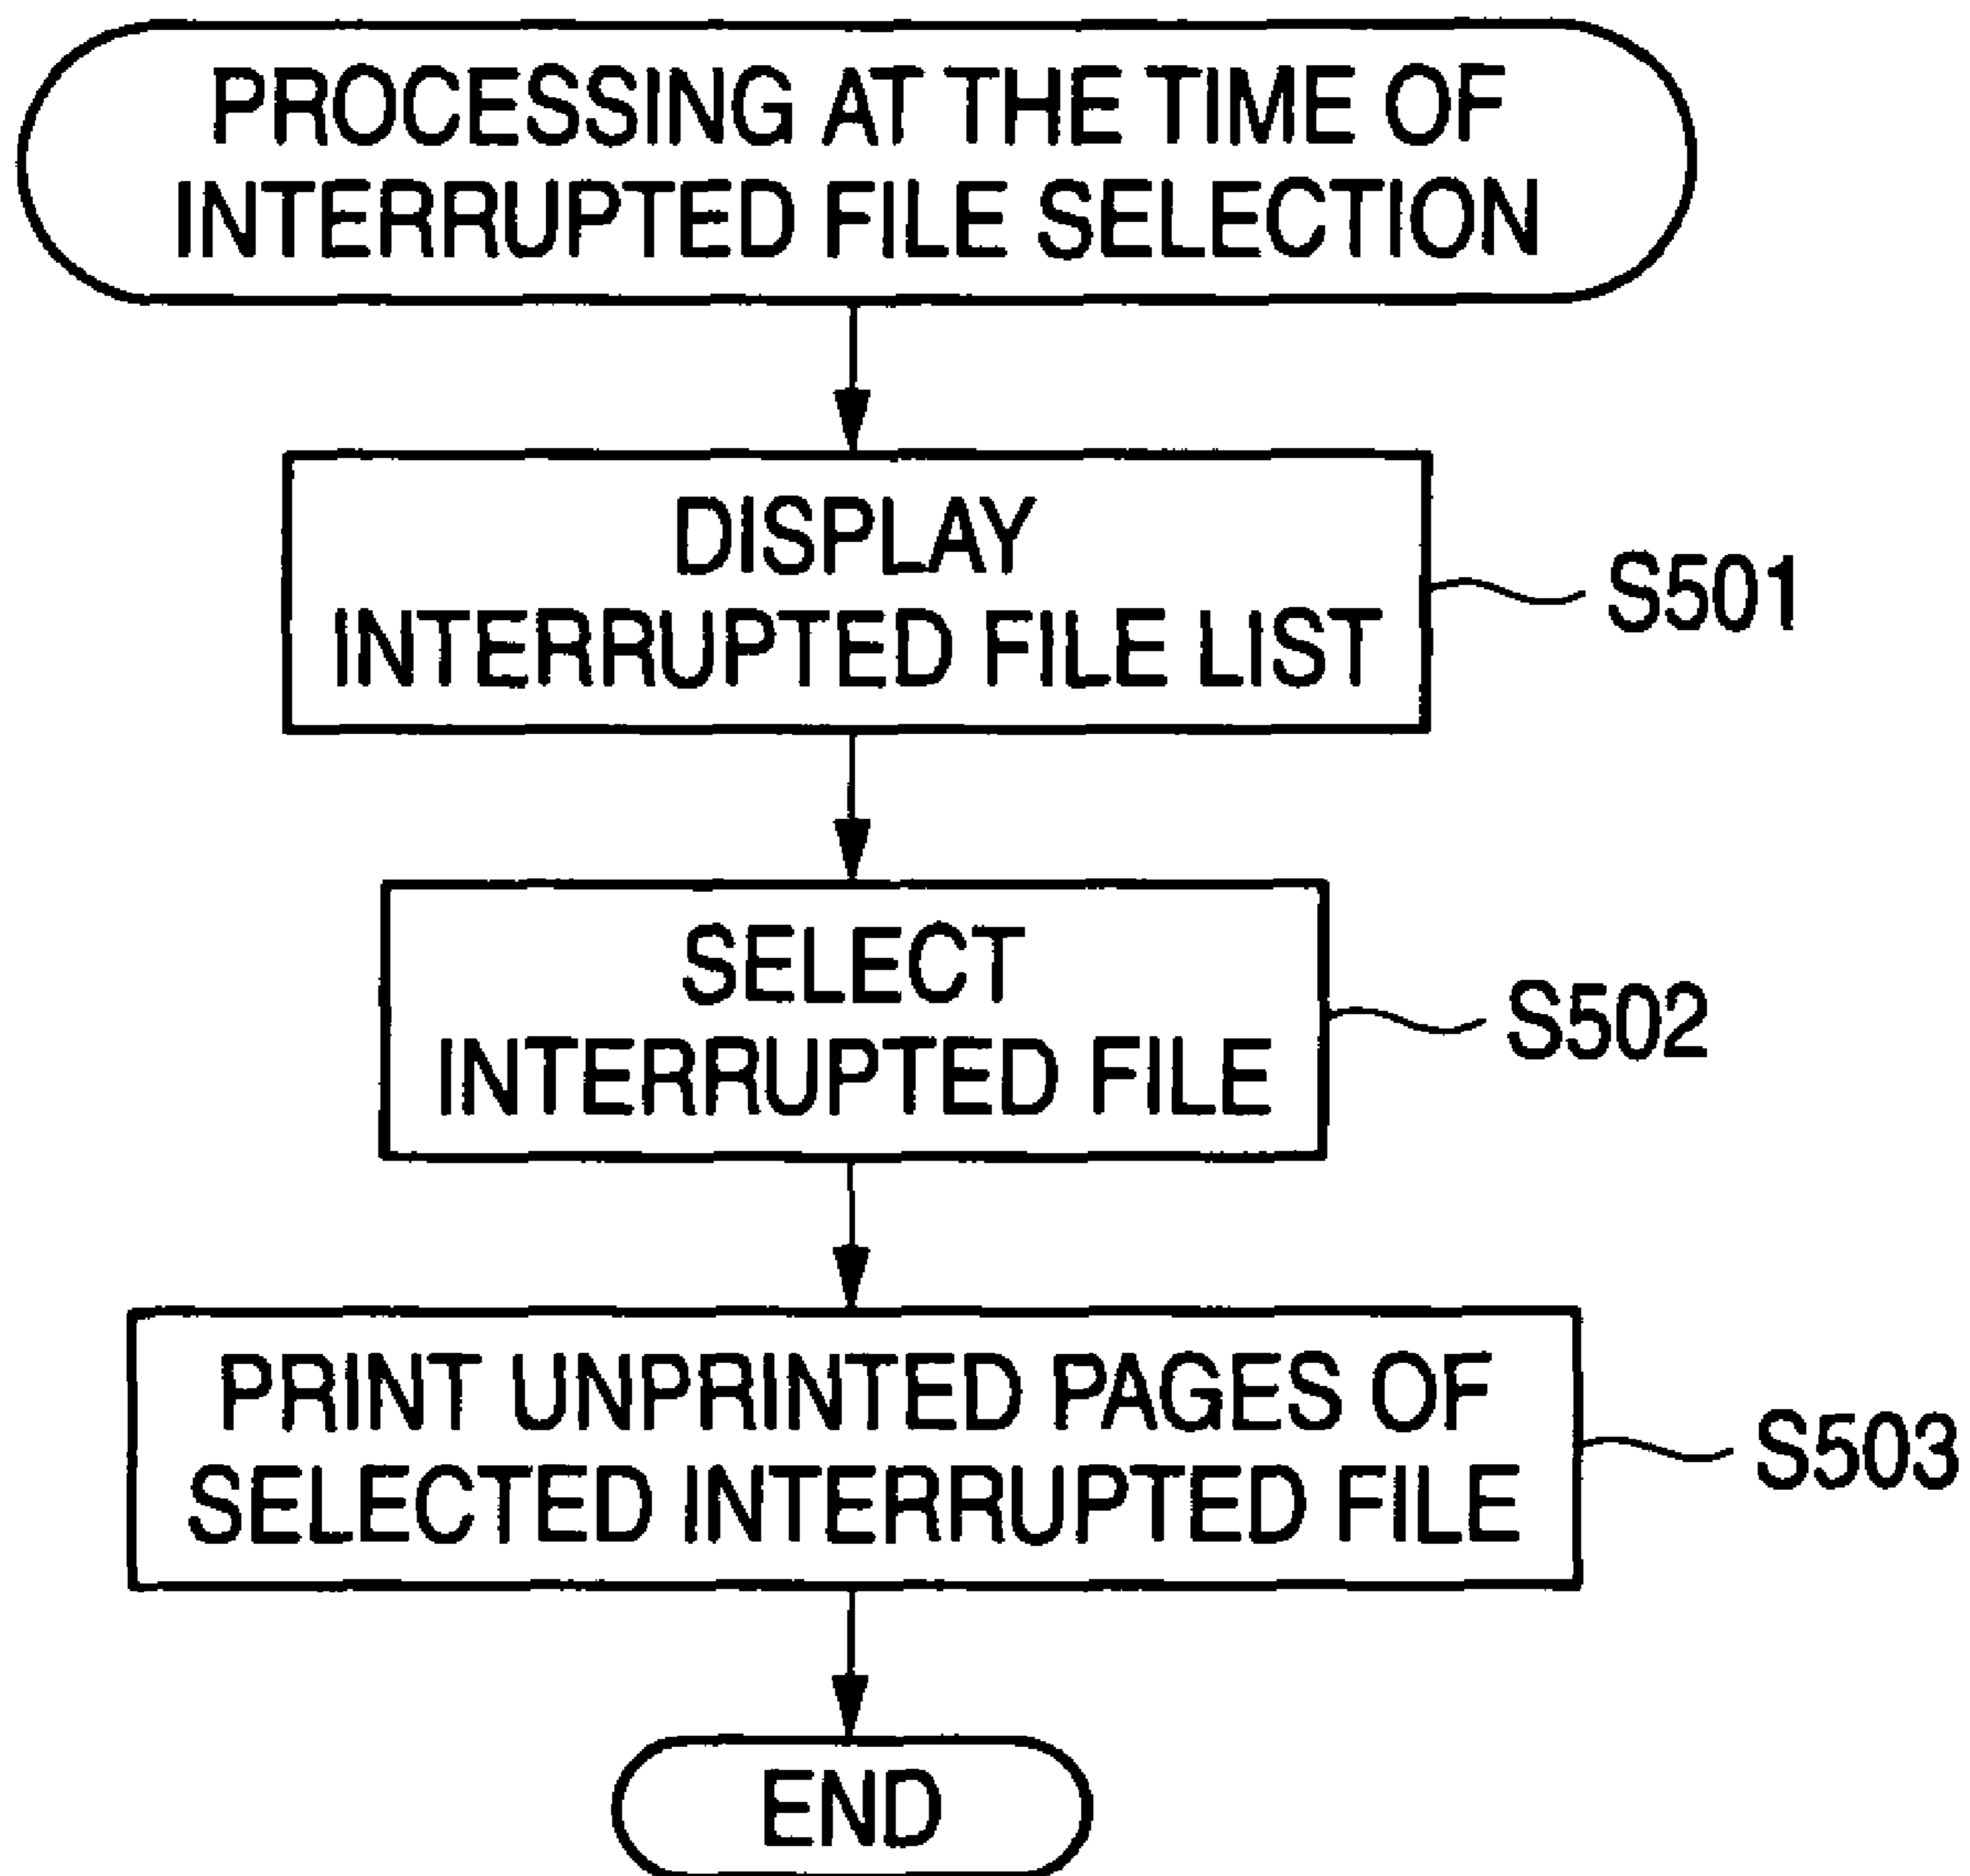 PROCESSING AT THE TIME OF
INTERRUPTED FILE SELECTION
DISPLAY
INTERRUPTED FILE LIST
S501
SELECT
INTERRUPTED FILE
S502
PRINT UNPRINTED PAGES OF
SELECTED INTERRUPTED FILE
S503
END